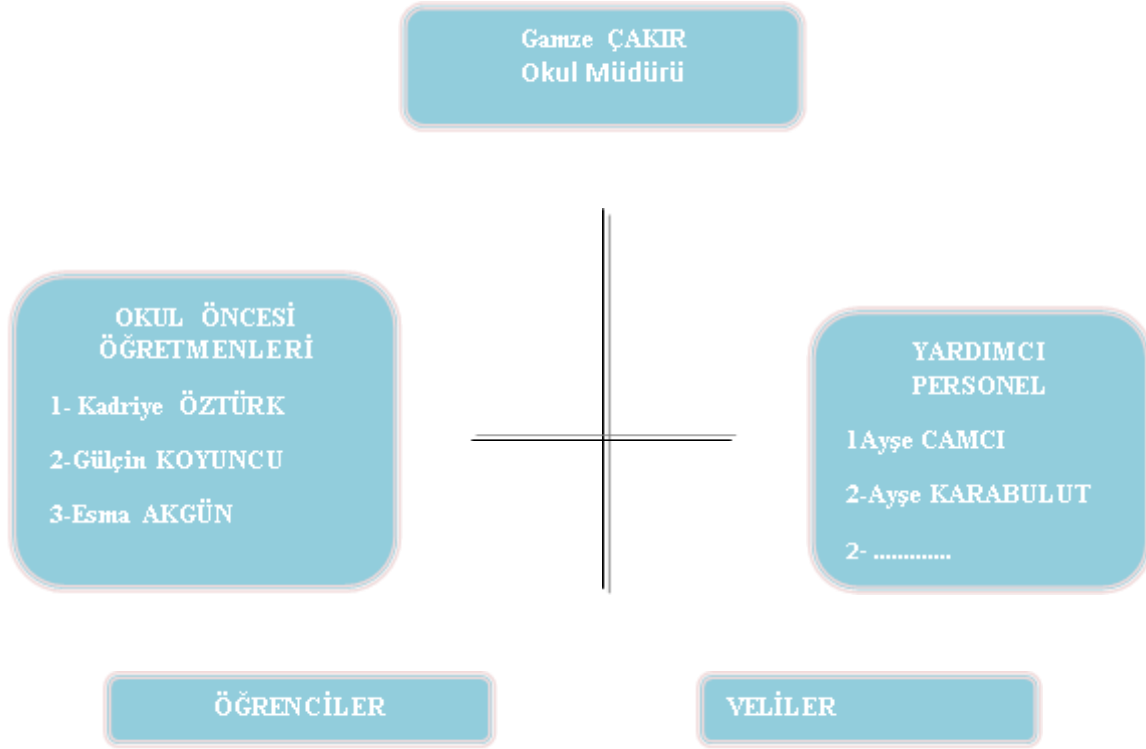 Gamze ÇAKIR
Okul Müdürü
OKUL ÖNCESİ
ÖĞRETMENLERİ
1- Kadriye ÖZTÜRK
2-Gülçin KOYUNCU
3-Esma AKGÜN
YARDIMCI
PERSONEL
1Ayşe CAMCI
2-Ayşe KARABULUT
2- .............
ÖĞRENCİLER
VELİLER